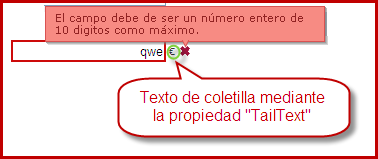 El campo debe de ser un número entero de
10 digitos como máximo.
qwe €
Texto de coletilla mediante
la propiedad "TailText"